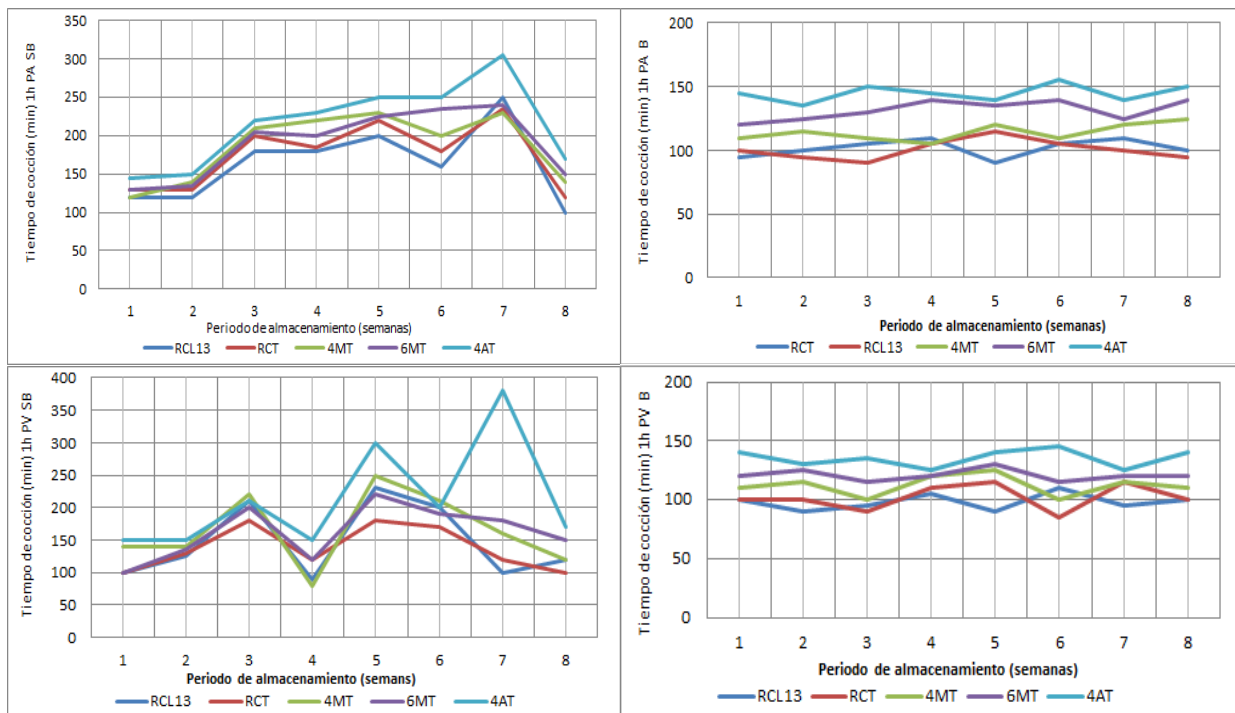 Tiempo de cocción (min) 1h PA SB
350
300
250
200
150
100
50
0
1 2 3 4 5 6 7 8
Periodo de almacenamiento (semanas)
RCL13 RCT 4MT 6MT 4AT
Tiempo de cocción (min) 1h PA B
200
150
100
50
0
1 2 3 4 5 6 7 8
Periodo de almacenamiento (semanas)
RCT RCL13 4MT 6MT 4AT
Tiempo de cocción (min) 1h PV SB
400
350
300
250
200
150
100
50
0
1 2 3 4 5 6 7 8
Periodo de almacenamiento (semans)
RCL13 RCT 4MT 6MT 4AT
Tiempo de cocción (min) 1h PV B
200
150
100
50
0
1 2 3 4 5 6 7 8
Periodo de almacenamiento (semanas)
RCL13 RCT 4MT 6MT 4AT